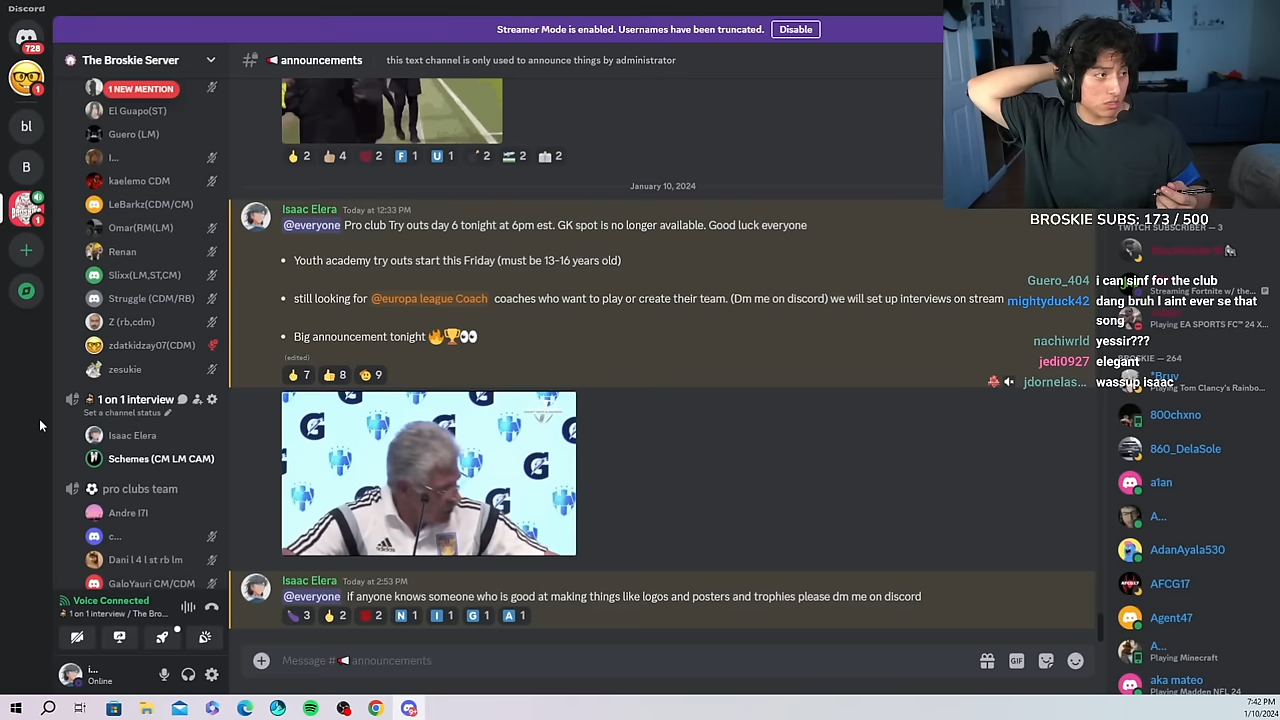 Discord
Streamer Mode is enabled. Usernames have been truncated.
Disable
728
1
bl
B
1
The Broskie Server
1 NEW MENTION
El Guapo(ST)
Guero (LM)
I...
kaelemo CDM
LeBarkz(CDM/CM)
Omar(RM(LM)
Renan
Slixx(LM,ST,CM)
Struggle (CDM/RB)
Z (rb,cdm)
zdatkidzay07(CDM)
zesukie
1 on 1 interview
Set a channel status
Isaac Elera
Schemes (CM LM CAM)
pro clubs team
Andre I7I
c...
Dani l 4 l st rb lm
GaloYauri CM/CDM
Voice Connected
1 on 1 interview / The Bro...
i...
Online
announcements
this text channel is only used to announce things by administrator
2
4
2
F 1
U 1
2
2
2
January 10, 2024
Isaac Elera Today at 12:33 PM
@everyone Pro club Try outs day 6 tonight at 6pm est. GK spot is no longer available. Good luck everyone
• Youth academy try outs start this Friday (must be 13-16 years old)
• still looking for @europa league Coach coaches who want to play or create their team. (Dm me on discord) we will set up interviews on stream
• Big announcement tonight 🔥🏆👀
(edited)
7
8
9
Isaac Elera Today at 2:53 PM
@everyone if anyone knows someone who is good at making things like logos and posters and trophies please dm me on discord
3
2
2
N 1
I 1
G 1
A 1
Message #
announcements
GIF
BROSKIE SUBS: 173 / 500
TWITCH SUBSCRIBER — 3
Guero_404 i can sinf for the club
Streaming Fortnite w/ the...
mightyduck42 dang bruh I aint ever se that
song
Playing EA SPORTS FC™ 24 X...
nachiwrld yessir???
BROSKIE — 264
jedi0927 elegant
*Bruv
jdornelas... wassup isaac
Playing Tom Clancy's Rainbo...
800chxno
860_DelaSole
a1an
A...
AdanAyala530
AFCG17
Agent47
A...
Playing Minecraft
aka mateo
Playing Madden NFL 24
7:42 PM
1/10/2024